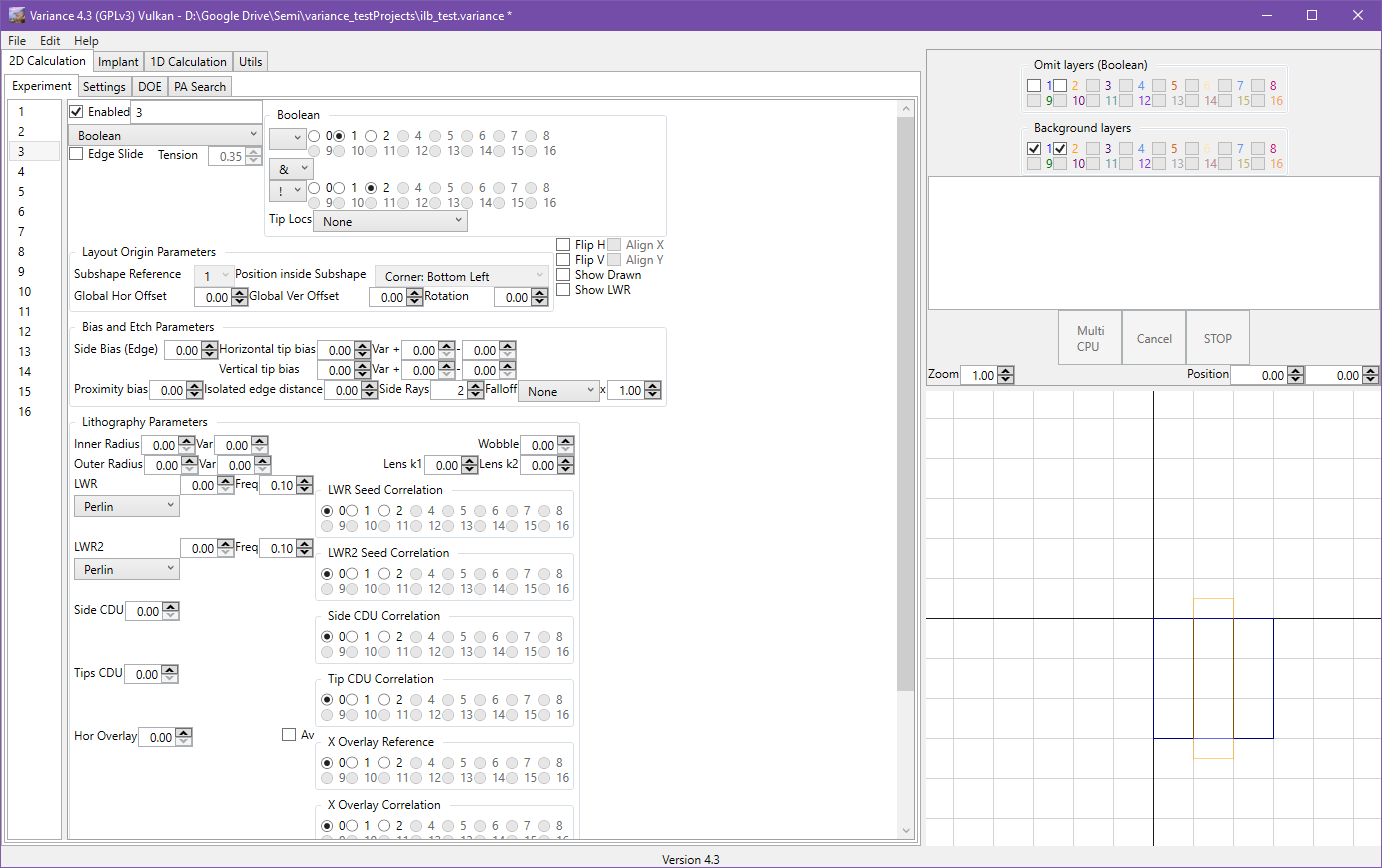 Variance 4.3 (GPLv3) Vulkan - D:\Google Drive\Semi\variance_testProjects\ilb_test.variance *
File Edit Help
2D Calculation Implant 1D Calculation Utils
Experiment Settings DOE PA Search
1
2
3
4
5
6
7
8
9
10
11
12
13
14
15
16
Enabled 3
Boolean
Edge Slide Tension 0.35
Boolean
0 1 2 4 5 6 7 8
9 10 11 12 13 14 15 16
&
! 0 1 2 4 5 6 7 8
9 10 11 12 13 14 15 16
Tip Locs None
Layout Origin Parameters
Subshape Reference 1 Position inside Subshape Corner: Bottom Left
Global Hor Offset 0.00 Global Ver Offset 0.00 Rotation 0.00
Flip H Align X
Flip V Align Y
Show Drawn
Show LWR
Bias and Etch Parameters
Side Bias (Edge) 0.00 Horizontal tip bias 0.00 Var + 0.00 - 0.00
Vertical tip bias 0.00 Var + 0.00 - 0.00
Proximity bias 0.00 Isolated edge distance 0.00 Side Rays 2 Falloff None x 1.00
Lithography Parameters
Inner Radius 0.00 Var 0.00 Wobble 0.00
Outer Radius 0.00 Var 0.00 Lens k1 0.00 Lens k2 0.00
LWR 0.00 Freq 0.10
Perlin
LWR Seed Correlation
0 1 2 4 5 6 7 8
9 10 11 12 13 14 15 16
LWR2 0.00 Freq 0.10
Perlin
LWR2 Seed Correlation
0 1 2 4 5 6 7 8
9 10 11 12 13 14 15 16
Side CDU 0.00
Side CDU Correlation
0 1 2 4 5 6 7 8
9 10 11 12 13 14 15 16
Tips CDU 0.00
Tip CDU Correlation
0 1 2 4 5 6 7 8
9 10 11 12 13 14 15 16
Hor Overlay 0.00 Av
X Overlay Reference
0 1 2 4 5 6 7 8
9 10 11 12 13 14 15 16
X Overlay Correlation
0 1 2 4 5 6 7 8
Omit layers (Boolean)
1 2 3 4 5 6 7 8
9 10 11 12 13 14 15 16
Background layers
1 2 3 4 5 6 7 8
9 10 11 12 13 14 15 16
Multi
CPU
Cancel
STOP
Zoom 1.00 Position 0.00 0.00
Version 4.3